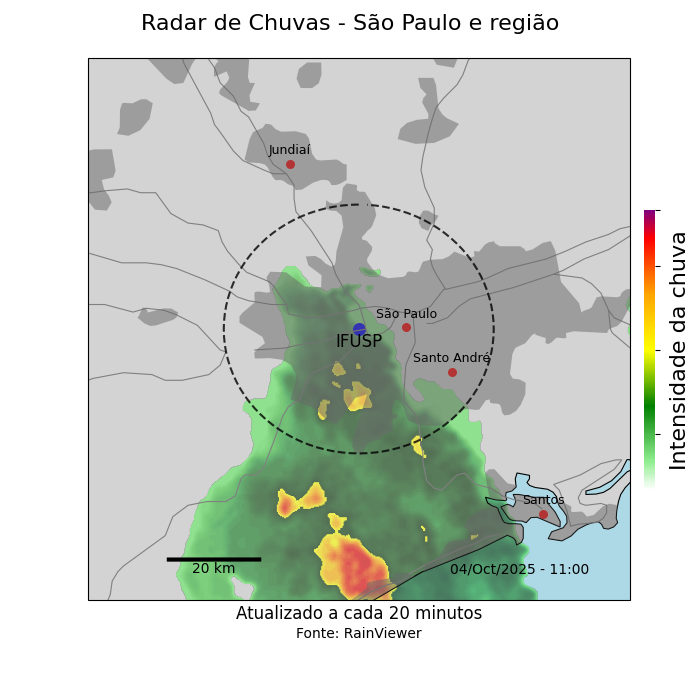 Radar de Chuvas - São Paulo e região
Jundiaí
São Paulo
IFUSP
Santo André
Santos
20 km
04/Oct/2025 - 11:00
Intensidade da chuva
Atualizado a cada 20 minutos
Fonte: RainViewer